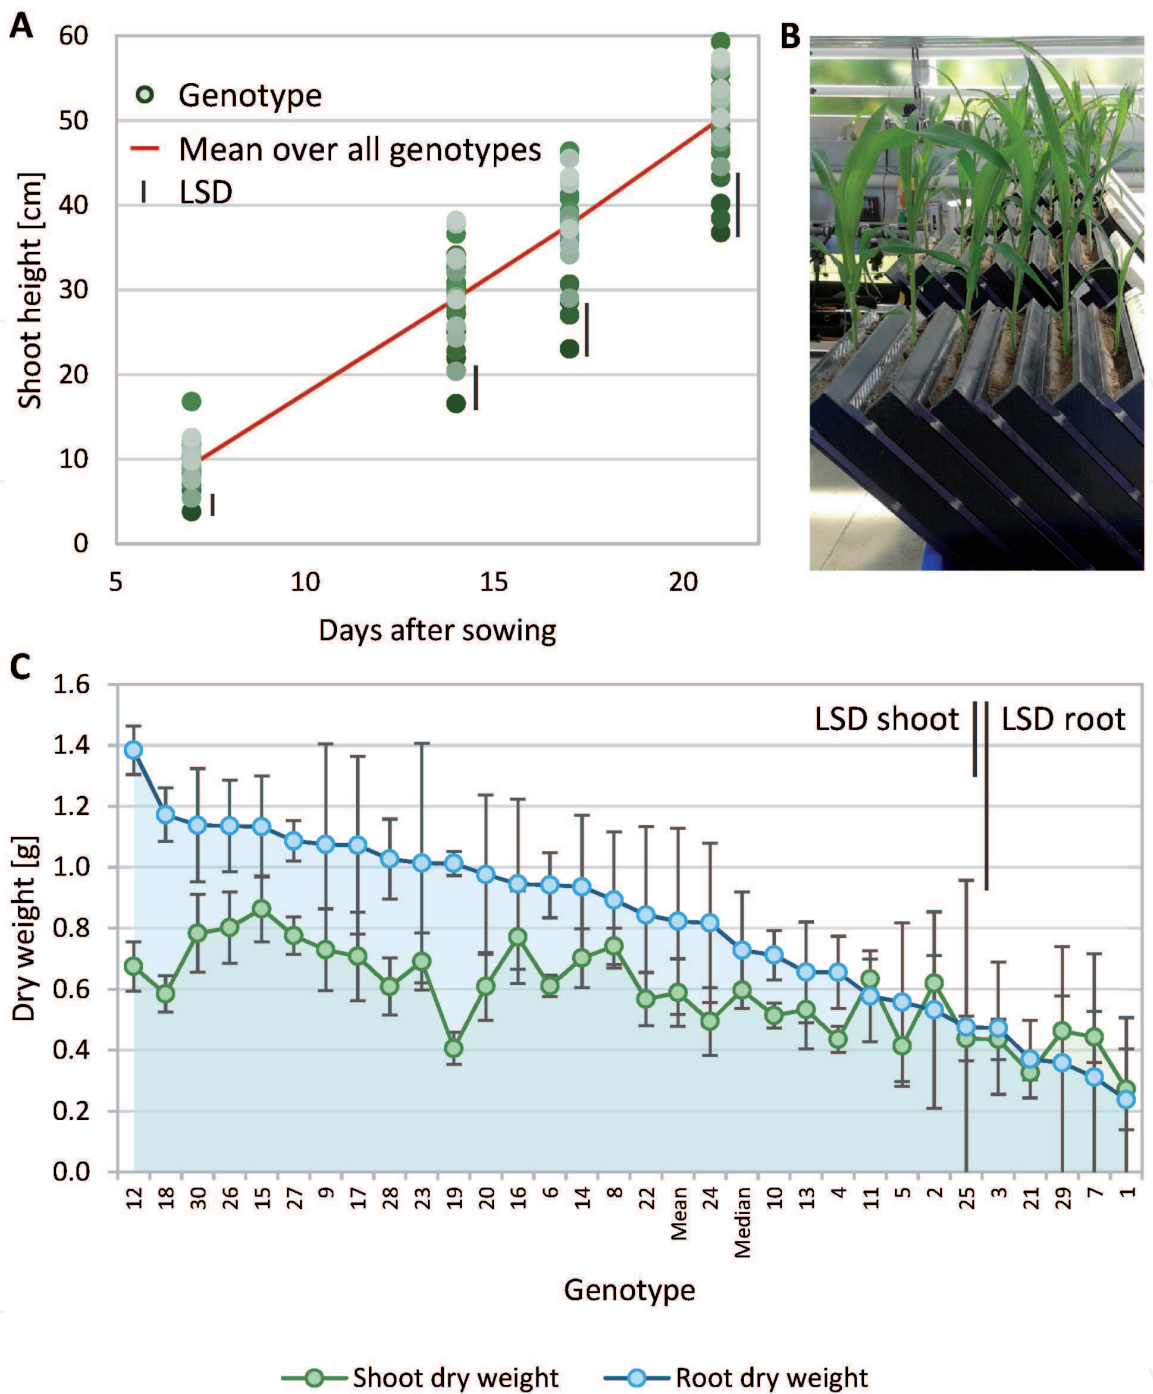 A
B
60
50
40
30
20
10
0
Shoot height [cm]
Genotype
Mean over all genotypes
LSD
5 10 15 20
Days after sowing
C
1.6
1.4
1.2
1.0
0.8
0.6
0.4
0.2
0.0
Dry weight [g]
LSD shoot LSD root
12 18 30 26 15 27 9 17 28 23 19 20 16 6 14 8 22 Mean 24 Median 10 13 4 11 5 2 25 3 21 29 7 1
Genotype
Shoot dry weight Root dry weight